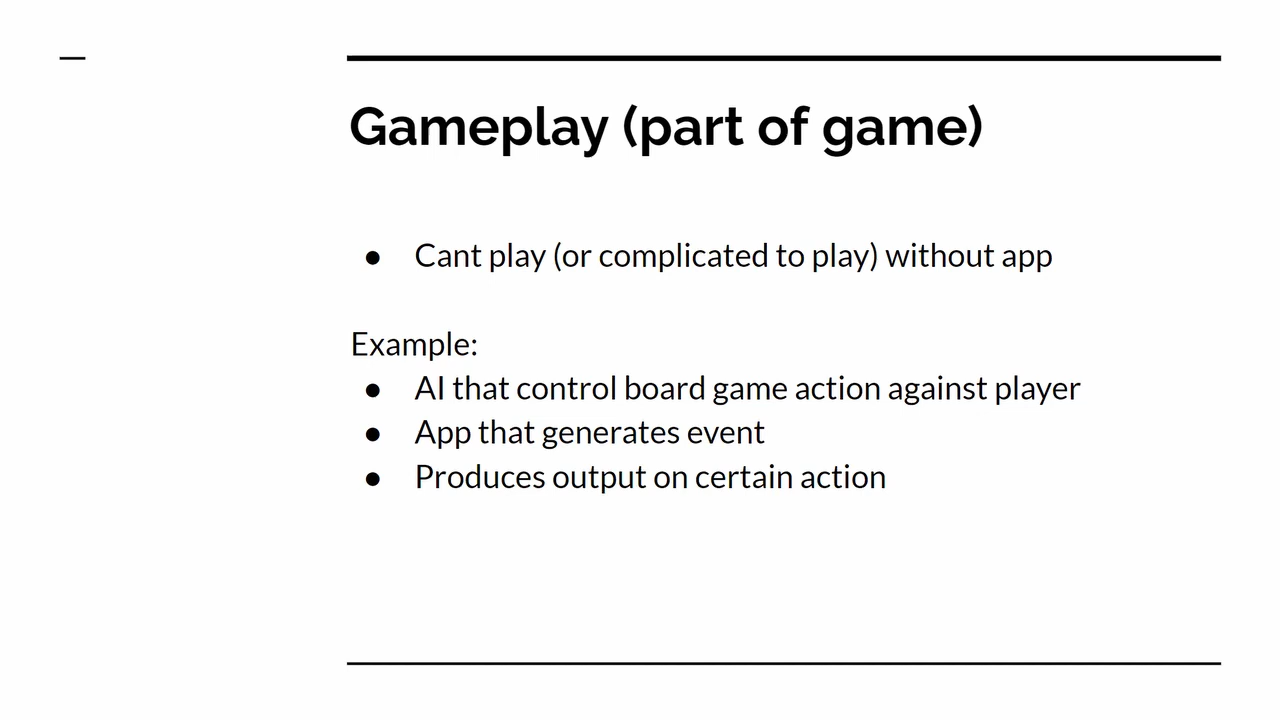 Gameplay (part of game)
● Cant play (or complicated to play) without app
Example:
● AI that control board game action against player
● App that generates event
● Produces output on certain action